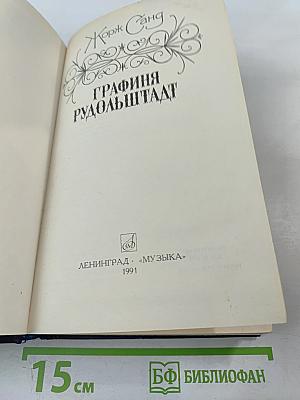 Жорж Санд
ГРАФИНЯ
РУДОЛЬШТАДТ
ЛЕНИНГРАД · «МУЗЫКА»
1991
15 см
БФ БИБЛИОФАН